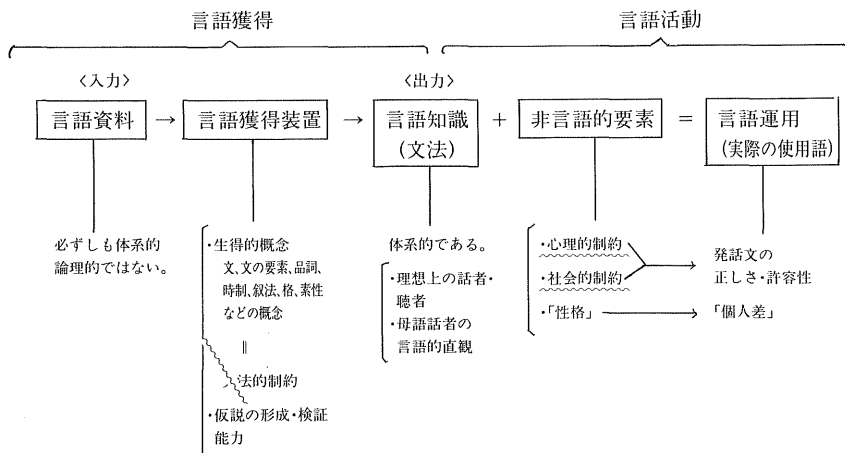 言語獲得
言語活動
〈入力〉
〈出力〉
言語資料 → 言語獲得装置 → 言語知識 + 非言語的要素 = 言語運用
(文法)
(実際の使用語)
必ずしも体系的
論理的ではない。
・生得的概念
文、文の要素、品詞、
時制、叙法、格、素性
などの概念
‖
法的制約
・仮説の形成・検証
能力
体系的である。
・理想上の話者・
聴者
・母語話者の
言語的直観
・心理的制約
・社会的制約
・「性格」
発話文の
正しさ・許容性
「個人差」